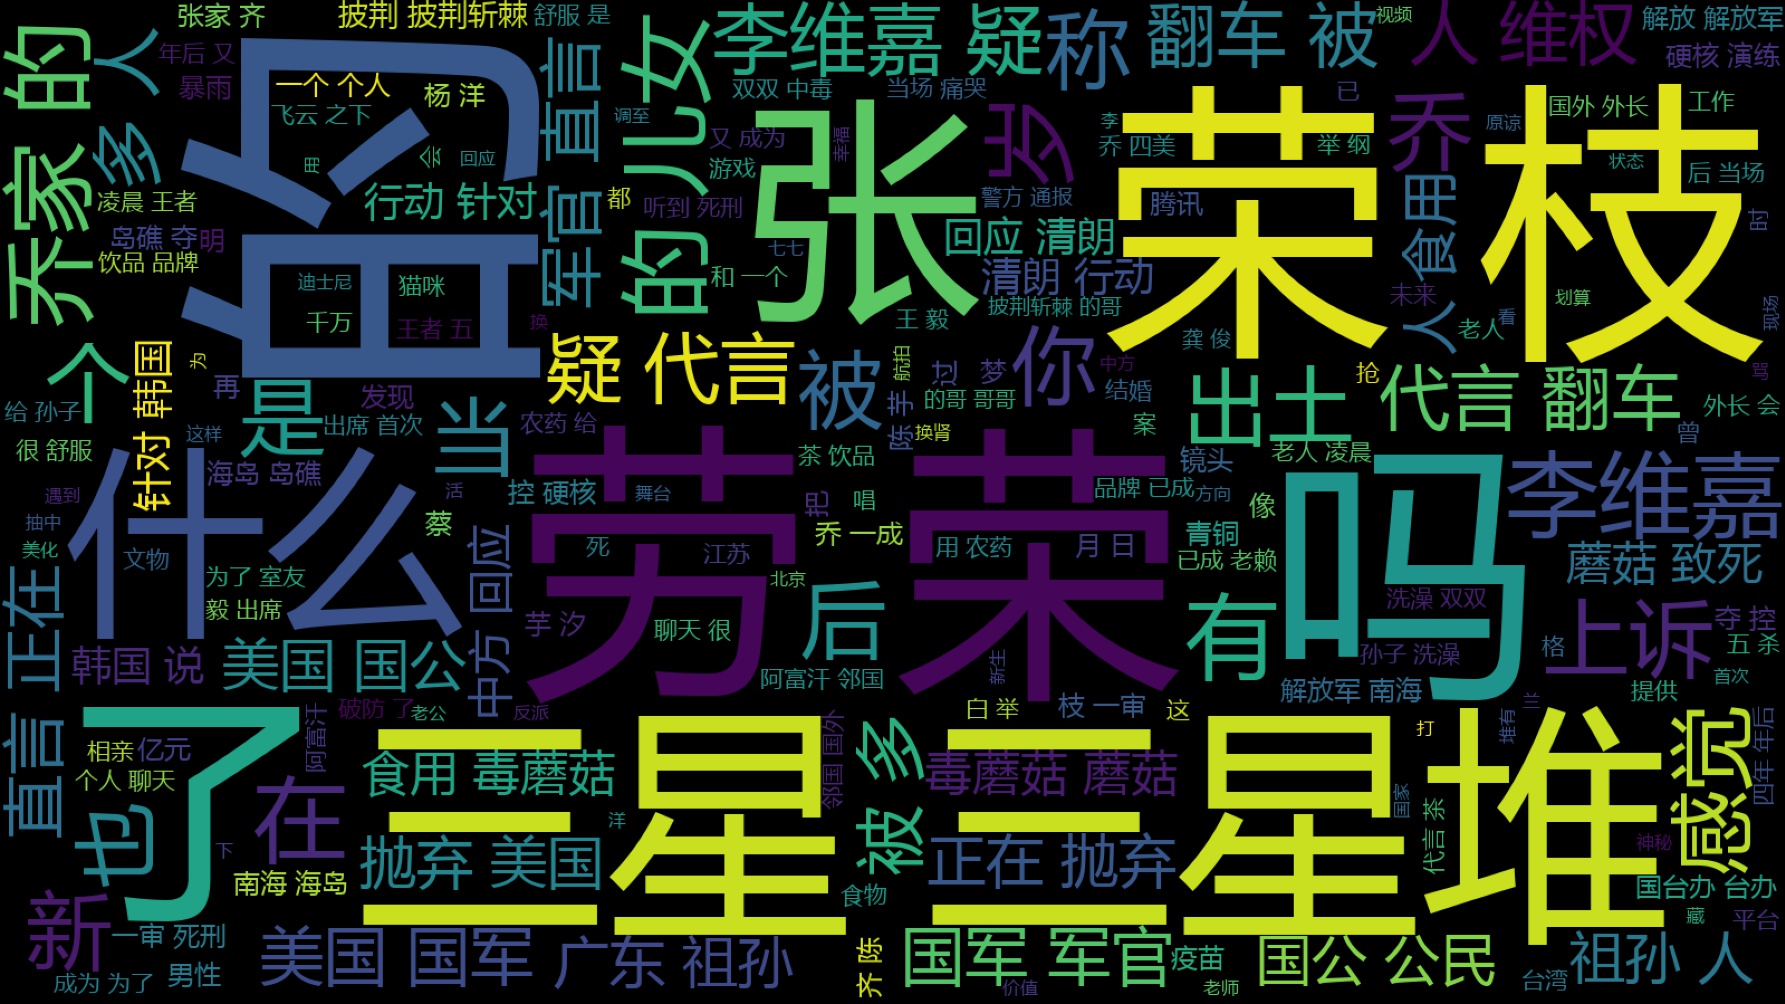 张家 齐
披荆 披荆斩棘
舒服 是
李维嘉 疑
称
翻车 被
视频
人 维权
解放 解放军
硬核 演练
的
人
年后 又
暴雨
的
一个 个人
飞云 之下
杨 洋
直言
女
调至
双双 中毒
当场 痛哭
已
国外 外长
工作
乔家
多
用
会
回应
军官
的儿
又 成为
游戏
幸福
张
岁
李
乔 四美
荣枝
举 纲
乔
原谅
状态
后 当场
凌晨 王者
行动 针对
都
听到 死刑
警方 通报
腾讯
人食用
时
岛礁 夺
明
饮品 品牌
七七
回应 清朗
迪士尼
猫咪
和 一个
清朗 行动
未来
划算
千万
王者 五
换
披荆斩棘 的哥
王 毅
老人
看
现场
个
针对 韩国
为
疑 代言
被
航拍
过
梦
你
中方
龚 俊
抢
骂
再
是
发现
出席 首次
山
农药 给
陈宇
的哥 哥哥
换肾
结婚
案
出土
代言 翻车
外长 会
给 孙子
很 舒服
这样
曾
什么
海岛 岛礁
活
控 硬核
舞台
茶 饮品
镜头
老人 凌晨
吗
李维嘉
遇到
抽中
美化
文物
蔡
劳荣
把
唱
品牌 已成
方向
像
青铜
已成 老赖
蘑菇 致死
正在
为了 室友
毅 出席
中方 回应
死
江苏
乔 一成
用 农药
月 日
北京
后
有
洗澡 双双
上诉
夺 控
五 杀
芋 汐
聊天 很
新生
孙子 洗澡
格
首次
韩国 说
美国 国公
阿富汗 邻国
解放军 南海
提供
直言
了
破防 了
老公
反派
白 举
枝 一审
这
兰
打
堆有
相亲
亿元
阿富汗
三星
邻国 国外
被 多
三星堆
国家
感觉
四年 年后
个人 聊天
食用 毒蘑菇
毒蘑菇 蘑菇
也
在
下
洋
代言 茶
神秘
南海 海岛
抛弃 美国
食物
正在 抛弃
国台办 台办
藏
平台
新
一审 死刑
成为 为了
男性
美国 国军
广东 祖孙
齐 陈
国军 军官
疫苗
价值
老师
国公 公民
台湾
祖孙 人